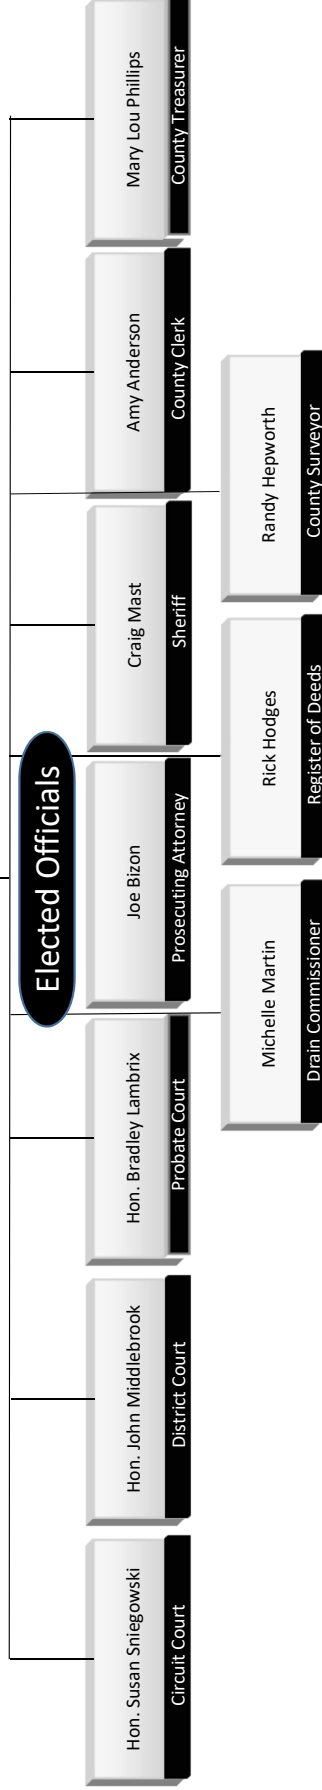 Elected Officials
Hon. Susan Sniegowski
Circuit Court
Hon. John Middlebrook
District Court
Hon. Bradley Lambrix
Probate Court
Joe Bizon
Prosecuting Attorney
Craig Mast
Sheriff
Amy Anderson
County Clerk
Mary Lou Phillips
County Treasurer
Michelle Martin
Drain Commissioner
Rick Hodges
Register of Deeds
Randy Hepworth
County Surveyor